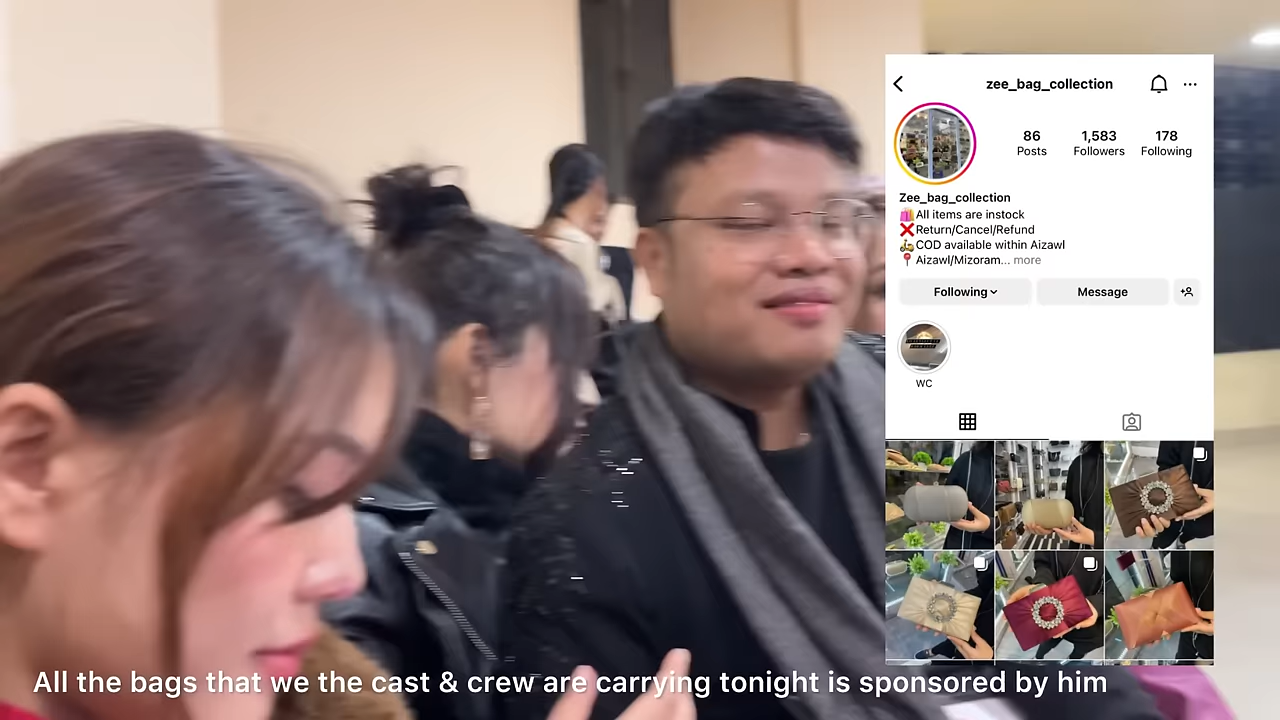 zee_bag_collection
86
1,583
178
Posts
Followers
Following
Zee_bag_collection
🛍️All items are instock
❌Return/Cancel/Refund
🛵COD available within Aizawl
📍Aizawl/Mizoram... more
Following
Message
WC
All the bags that we the cast & crew are carrying tonight is sponsored by him